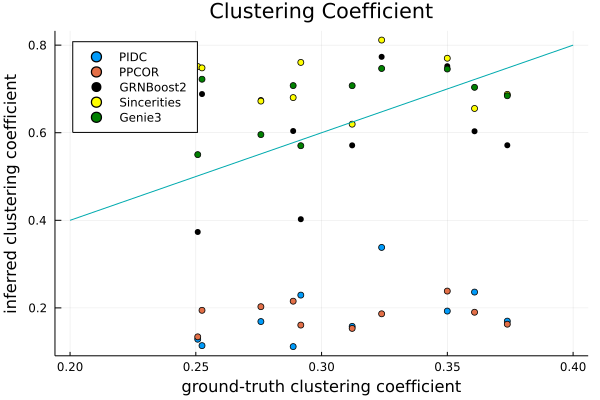 Clustering Coefficient
inferred clustering coefficient
0.8
0.6
0.4
0.2
PIDC
PPCOR
GRNBoost2
Sincerities
Genie3
0.20 0.25 0.30 0.35 0.40
ground-truth clustering coefficient